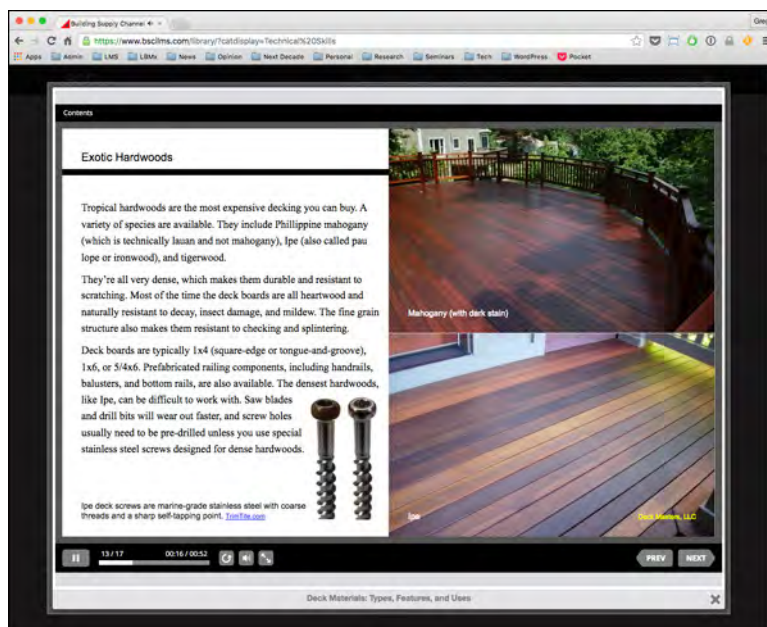 Building Supply Channel
Greg
https://www.bsclms.com/library/?catdisplay=Technical%20Skills
Apps Admin LMS LBMx News Opinion Next Decade Personal Research Seminars Tech WordPress Pocket
Contents
Exotic Hardwoods
Tropical hardwoods are the most expensive decking you can buy. A
variety of species are available. They include Phillippine mahogany
(which is technically lauan and not mahogany), Ipe (also called pau
lope or ironwood), and tigerwood.
They're all very dense, which makes them durable and resistant to
scratching. Most of the time the deck boards are all heartwood and
naturally resistant to decay, insect damage, and mildew. The fine grain
structure also makes them resistant to checking and splintering.
Deck boards are typically 1x4 (square-edge or tongue-and-groove),
1x6, or 5/4x6. Prefabricated railing components, including handrails,
balusters, and bottom rails, are also available. The densest hardwoods,
like Ipe, can be difficult to work with. Saw blades
and drill bits will wear out faster, and screw holes
usually need to be pre-drilled unless you use special
stainless steel screws designed for dense hardwoods.
Ipe deck screws are marine-grade stainless steel with coarse
threads and a sharp self-tapping point. TrimTite.com
Mahogany (with dark stain)
Ipe
Deck Masters, LLC
13 / 17 00:16 / 00:52
PREV NEXT
Deck Materials: Types, Features, and Uses